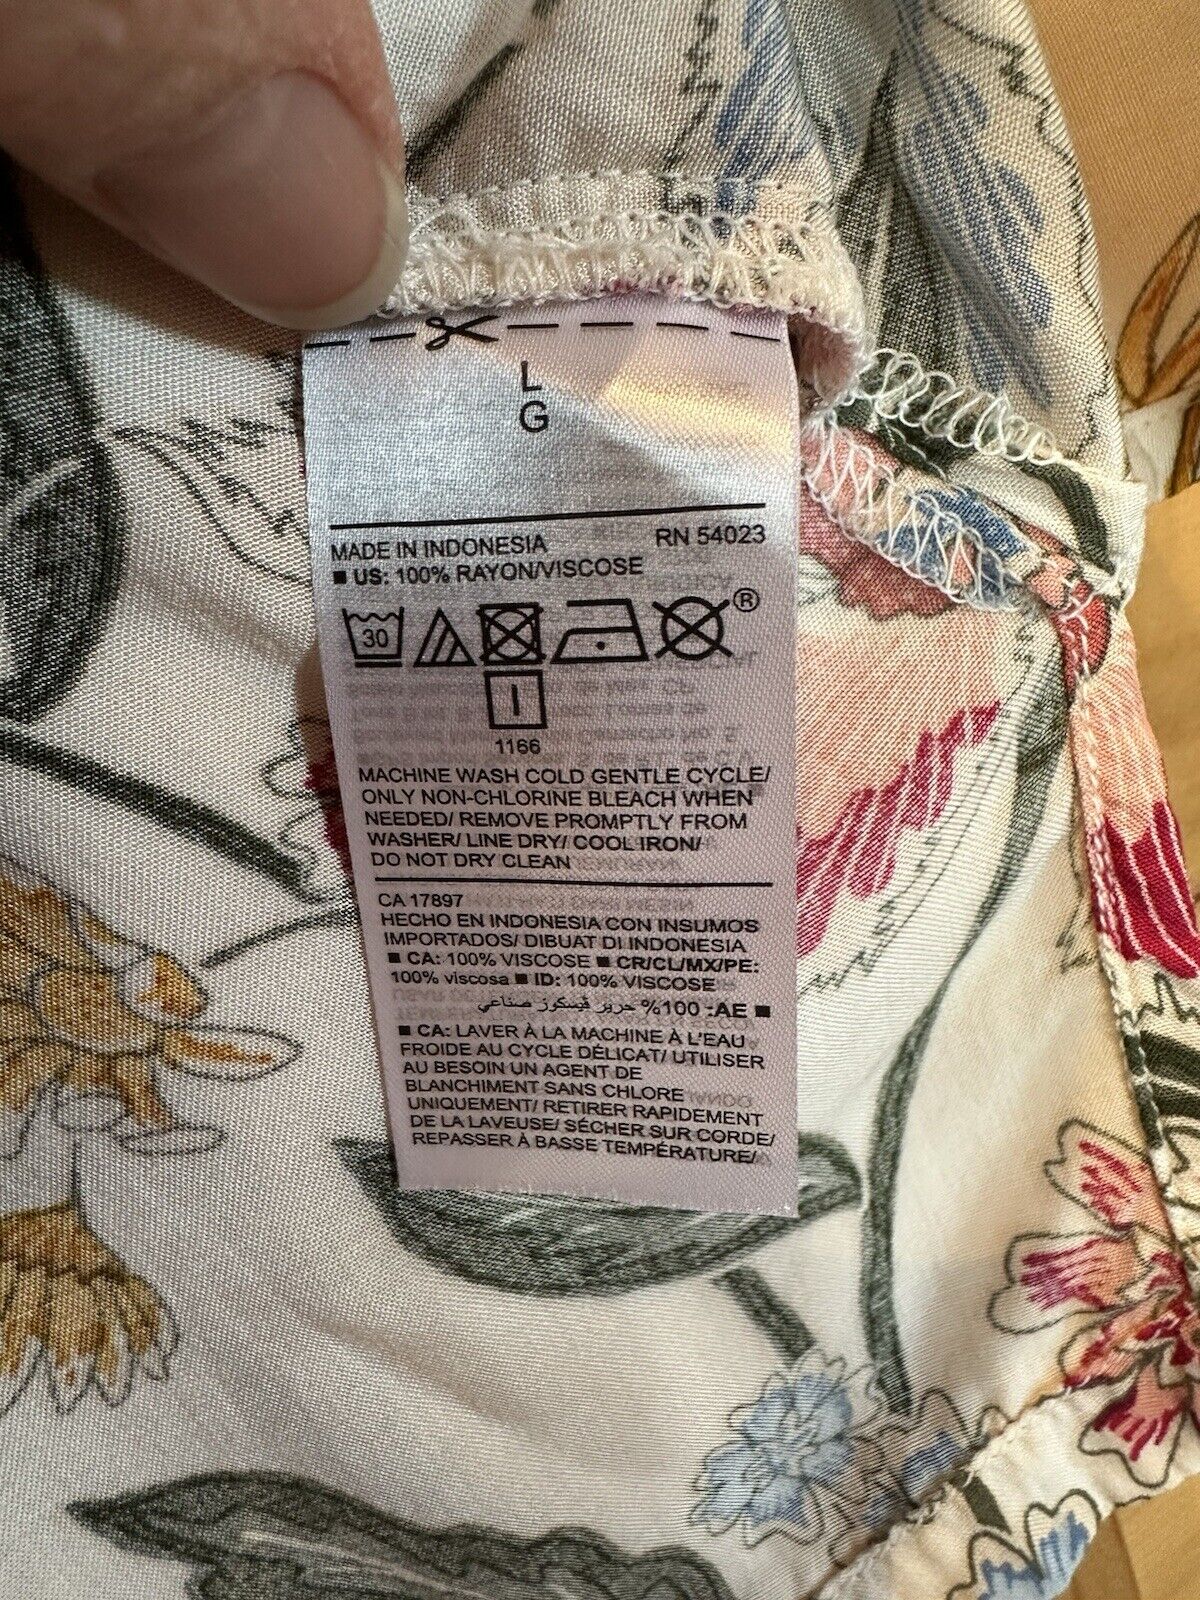 L
G
MADE IN INDONESIA RN 54023
■ US: 100% RAYON/VISCOSE
30 ®
1166
MACHINE WASH COLD GENTLE CYCLE/
ONLY NON-CHLORINE BLEACH WHEN
NEEDED/ REMOVE PROMPTLY FROM
WASHER/ LINE DRY/ COOL IRON/
DO NOT DRY CLEAN
CA 17897
HECHO EN INDONESIA CON INSUMOS
IMPORTADOS/ DIBUAT DI INDONESIA
■ CA: 100% VISCOSE ■ CR/CL/MX/PE:
100% viscosa ■ ID: 100% VISCOSE
■ AE: 100% حرير ڤيسكوز صناعي
■ CA: LAVER À LA MACHINE À L'EAU
FROIDE AU CYCLE DÉLICAT/ UTILISER
AU BESOIN UN AGENT DE
BLANCHIMENT SANS CHLORE
UNIQUEMENT/ RETIRER RAPIDEMENT
DE LA LAVEUSE/ SÉCHER SUR CORDE/
REPASSER À BASSE TEMPÉRATURE/